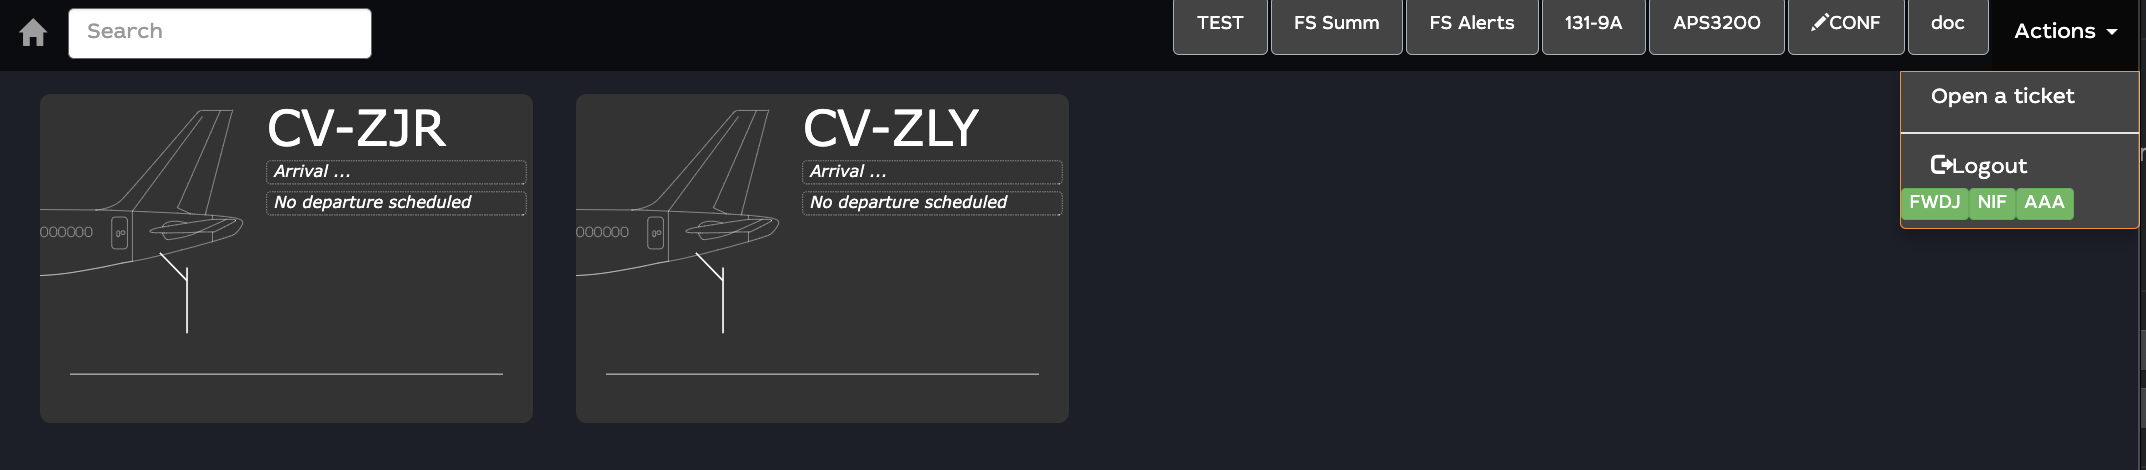 Search
TEST FS Summ FS Alerts 131-9A APS3200 CONF doc Actions
Open a ticket
Logout
FWDJ NIF AAA
CV-ZJR
Arrival ...
No departure scheduled
CV-ZLY
Arrival ...
No departure scheduled